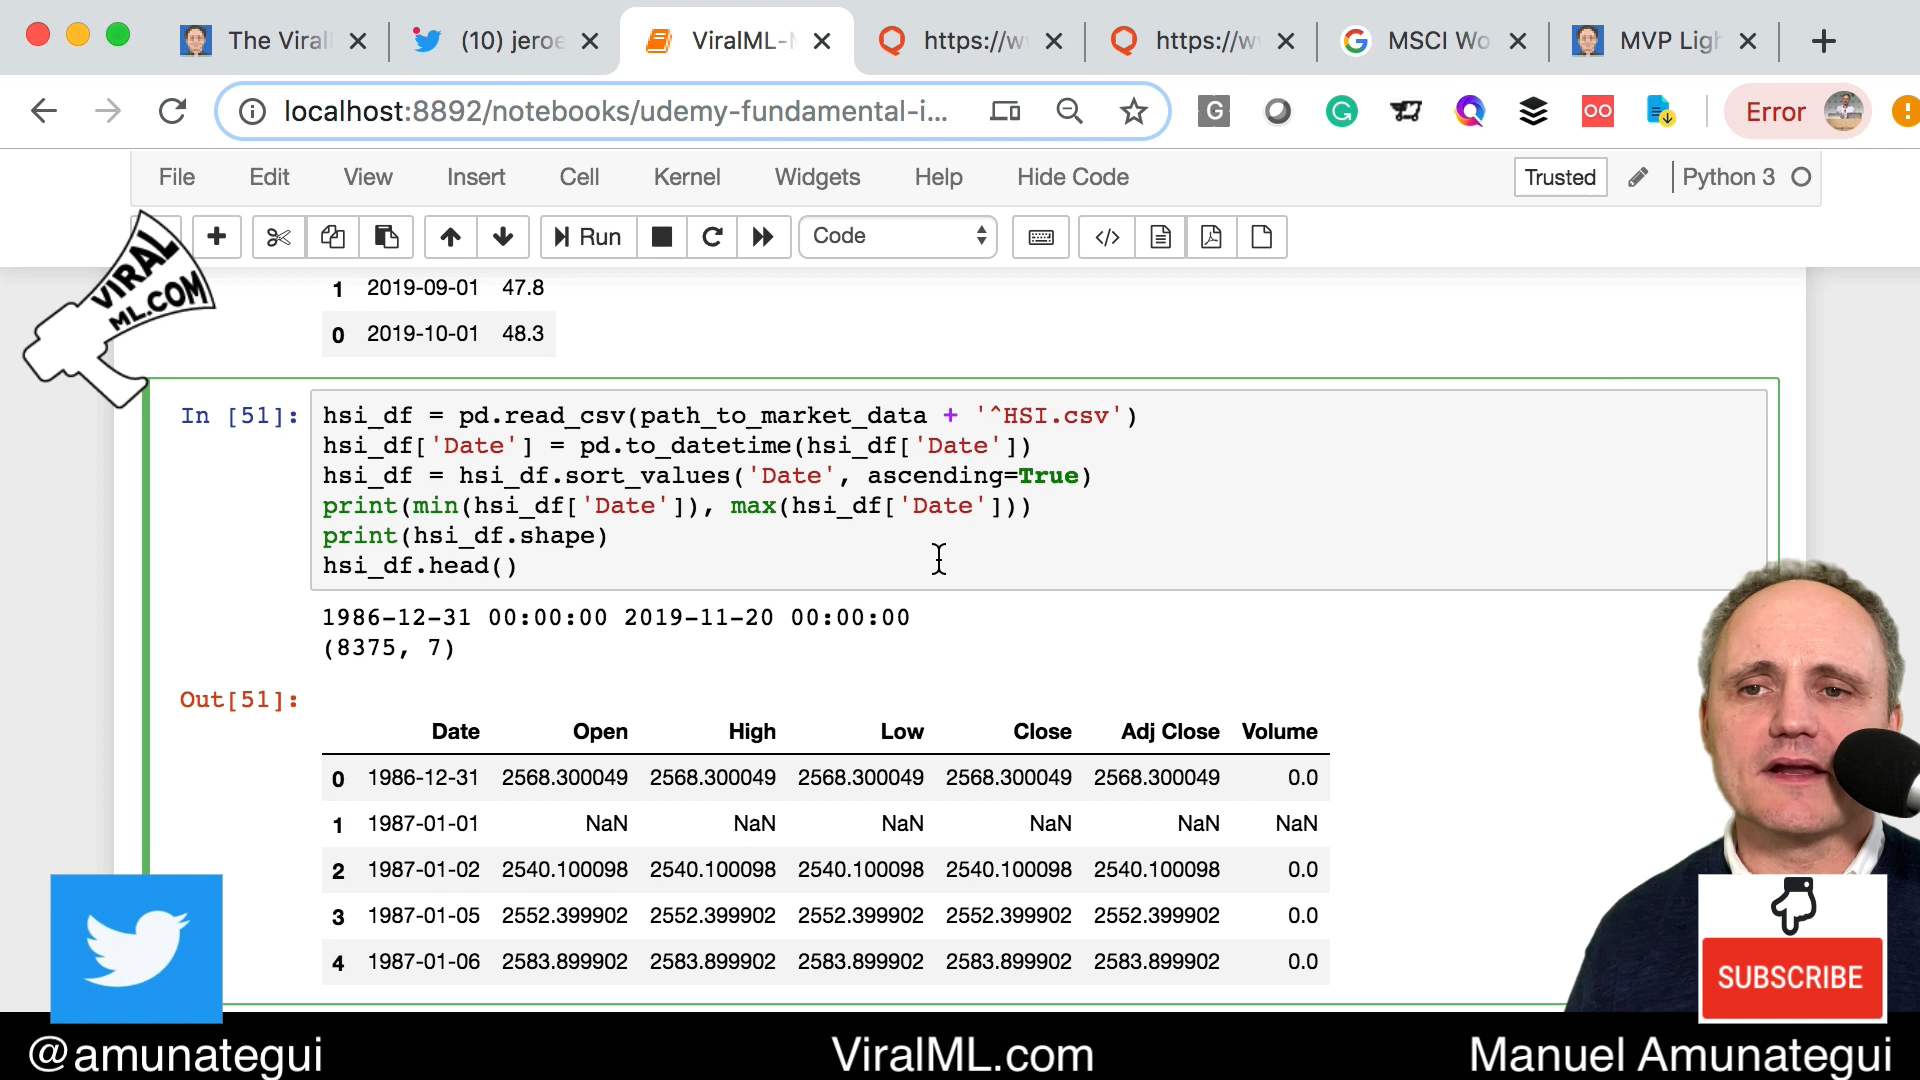 The Viral
(10) jeroe
ViralML-
https://w
https://w
MSCI Wo
MVP Ligh
localhost:8892/notebooks/udemy-fundamental-i...
Error
File Edit View Insert Cell Kernel Widgets Help Hide Code
Trusted
Python 3
Run
Code
VIRAL
ML.COM
1 2019-09-01 47.8
0 2019-10-01 48.3
In [51]:
hsi_df = pd.read_csv(path_to_market_data + '^HSI.csv')
hsi_df['Date'] = pd.to_datetime(hsi_df['Date'])
hsi_df = hsi_df.sort_values('Date', ascending=True)
print(min(hsi_df['Date']), max(hsi_df['Date']))
print(hsi_df.shape)
hsi_df.head()
1986-12-31 00:00:00 2019-11-20 00:00:00
(8375, 7)
Out[51]:
Date Open High Low Close Adj Close Volume
0 1986-12-31 2568.300049 2568.300049 2568.300049 2568.300049 2568.300049 0.0
1 1987-01-01 NaN NaN NaN NaN NaN NaN
2 1987-01-02 2540.100098 2540.100098 2540.100098 2540.100098 2540.100098 0.0
3 1987-01-05 2552.399902 2552.399902 2552.399902 2552.399902 2552.399902 0.0
4 1987-01-06 2583.899902 2583.899902 2583.899902 2583.899902 2583.899902 0.0
SUBSCRIBE
@amunategui
ViralML.com
Manuel Amunategui